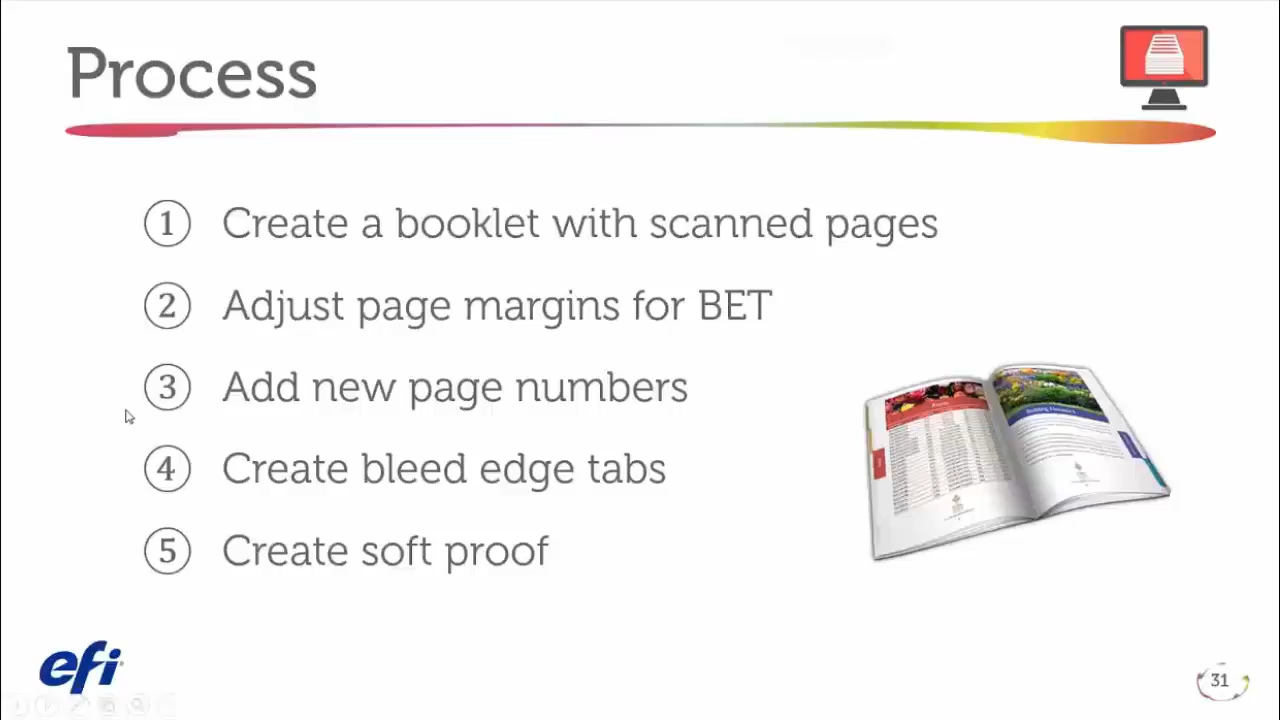 Process
1 Create a booklet with scanned pages
2 Adjust page margins for BET
3 Add new page numbers
4 Create bleed edge tabs
5 Create soft proof
efi
31